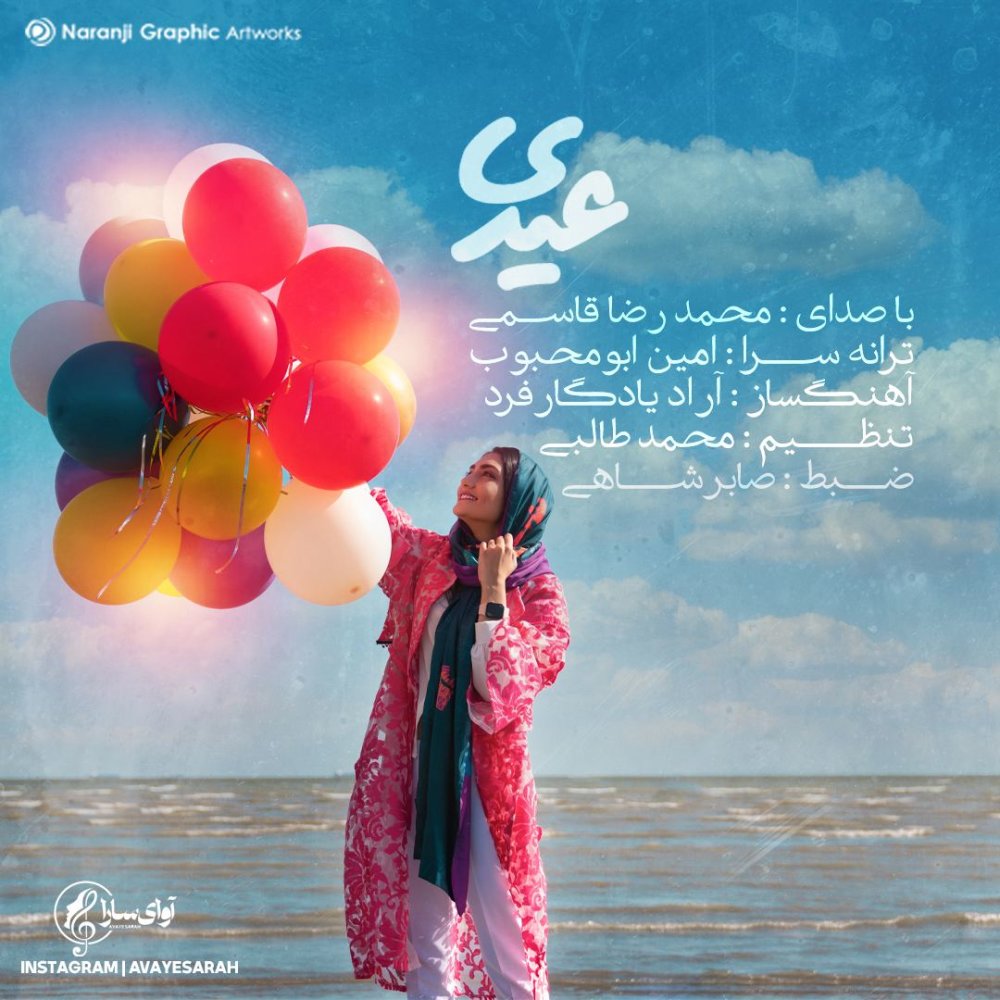 Naranji Graphic Artworks
عیدی
با صدای : محمد رضا قاسمی
ترانه سرا : امین ابومحبوب
آهنگساز : آراد یادگار فرد
تنظیم : محمد طالبی
ضبط : صابر شاهی
آوای سارا
AVAYESARAH
INSTAGRAM | AVAYESARAH